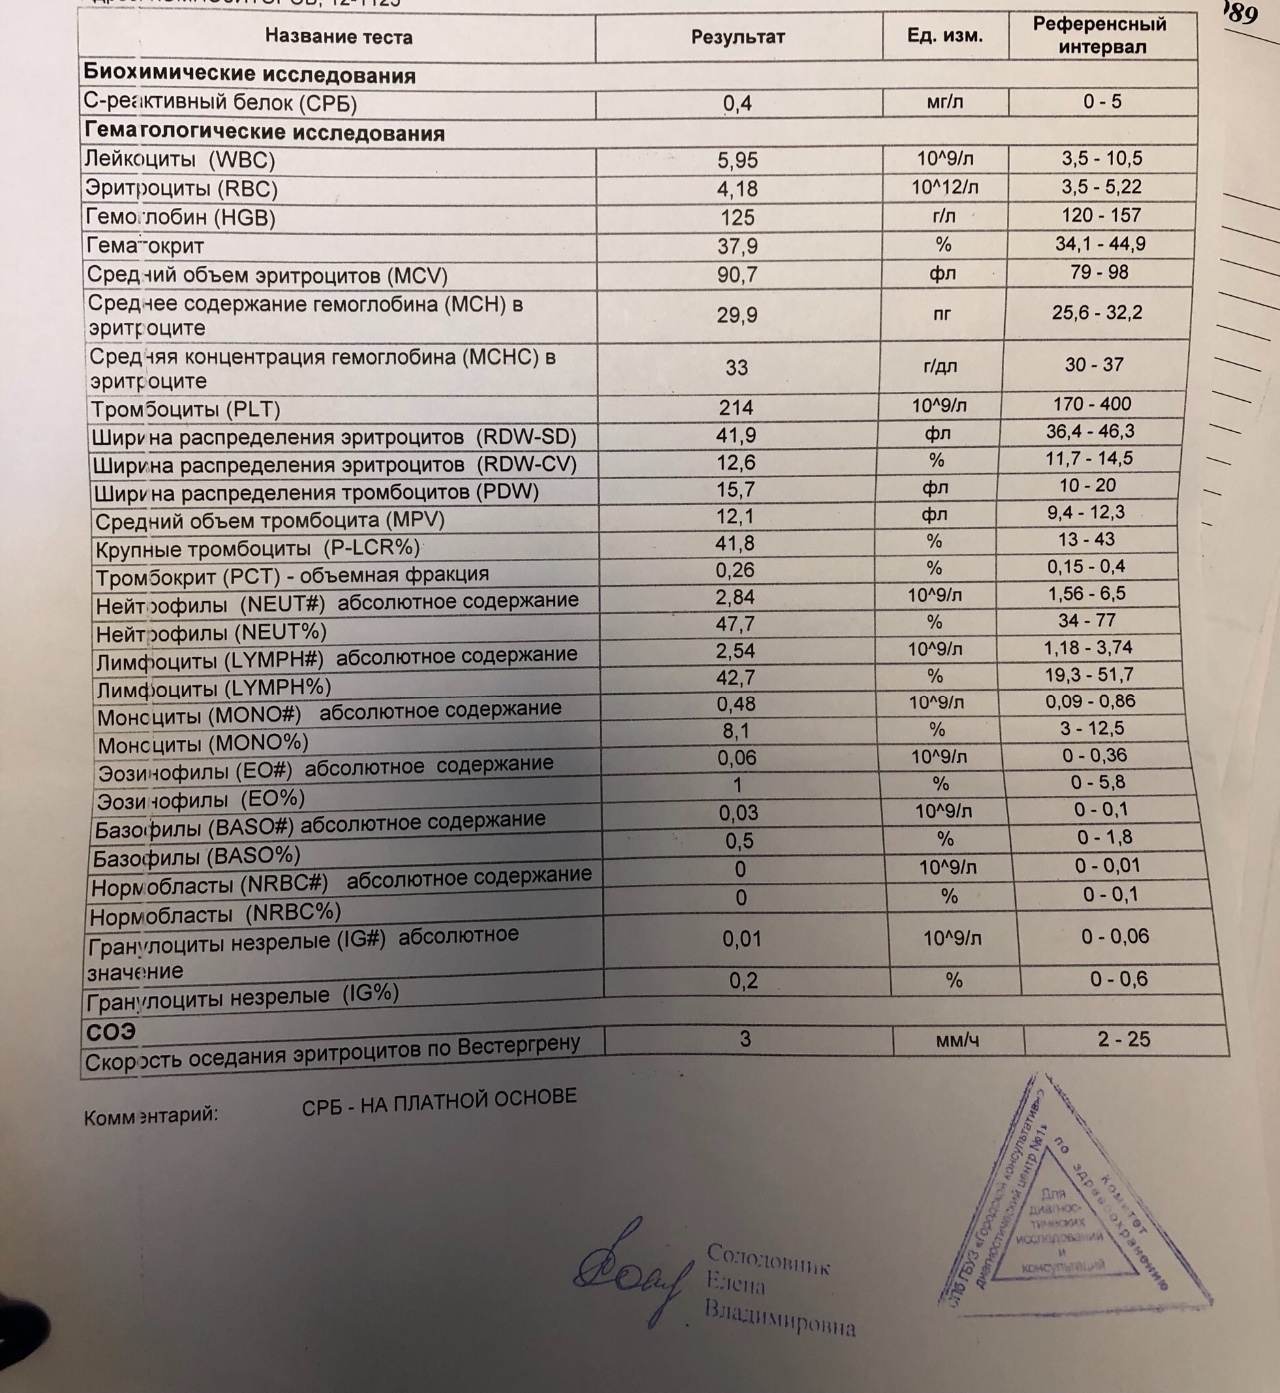 12-1125
989
Название теста Результат Ед. изм. Референсный интервал
Биохимические исследования
С-реактивный белок (СРБ) 0,4 мг/л 0 - 5
Гематологические исследования
Лейкоциты (WBC) 5,95 10^9/л 3,5 - 10,5
Эритроциты (RBC) 4,18 10^12/л 3,5 - 5,22
Гемоглобин (HGB) 125 г/л 120 - 157
Гематокрит 37,9 % 34,1 - 44,9
Средний объем эритроцитов (MCV) 90,7 фл 79 - 98
Среднее содержание гемоглобина (MCH) в
эритроците 29,9 пг 25,6 - 32,2
Средняя концентрация гемоглобина (MCHC) в
эритроците 33 г/дл 30 - 37
Тромбоциты (PLT) 214 10^9/л 170 - 400
Ширина распределения эритроцитов (RDW-SD) 41,9 фл 36,4 - 46,3
Ширина распределения эритроцитов (RDW-CV) 12,6 % 11,7 - 14,5
Ширина распределения тромбоцитов (PDW) 15,7 фл 10 - 20
Средний объем тромбоцита (MPV) 12,1 фл 9,4 - 12,3
Крупные тромбоциты (P-LCR%) 41,8 % 13 - 43
Тромбокрит (PCT) - объемная фракция 0,26 % 0,15 - 0,4
Нейтрофилы (NEUT#) абсолютное содержание 2,84 10^9/л 1,56 - 6,5
Нейтрофилы (NEUT%) 47,7 % 34 - 77
Лимфоциты (LYMPH#) абсолютное содержание 2,54 10^9/л 1,18 - 3,74
Лимфоциты (LYMPH%) 42,7 % 19,3 - 51,7
Моноциты (MONO#) абсолютное содержание 0,48 10^9/л 0,09 - 0,86
Моноциты (MONO%) 8,1 % 3 - 12,5
Эозинофилы (EO#) абсолютное содержание 0,06 10^9/л 0 - 0,36
Эозинофилы (EO%) 1 % 0 - 5,8
Базофилы (BASO#) абсолютное содержание 0,03 10^9/л 0 - 0,1
Базофилы (BASO%) 0,5 % 0 - 1,8
Нормобласты (NRBC#) абсолютное содержание 0 10^9/л 0 - 0,01
Нормобласты (NRBC%) 0 % 0 - 0,1
Гранулоциты незрелые (IG#) абсолютное
значение 0,01 10^9/л 0 - 0,06
Гранулоциты незрелые (IG%) 0,2 % 0 - 0,6
СОЭ
Скорость оседания эритроцитов по Вестергрену 3 мм/ч 2 - 25
Комментарий: СРБ - НА ПЛАТНОЙ ОСНОВЕ
Солодовник
Елена
Владимировна
СПб ГБУЗ «Городской консультативно
диагностический центр №1»
Комитет
по здравоохранению
Для
диагнос-
тических
исследований
и
консультаций